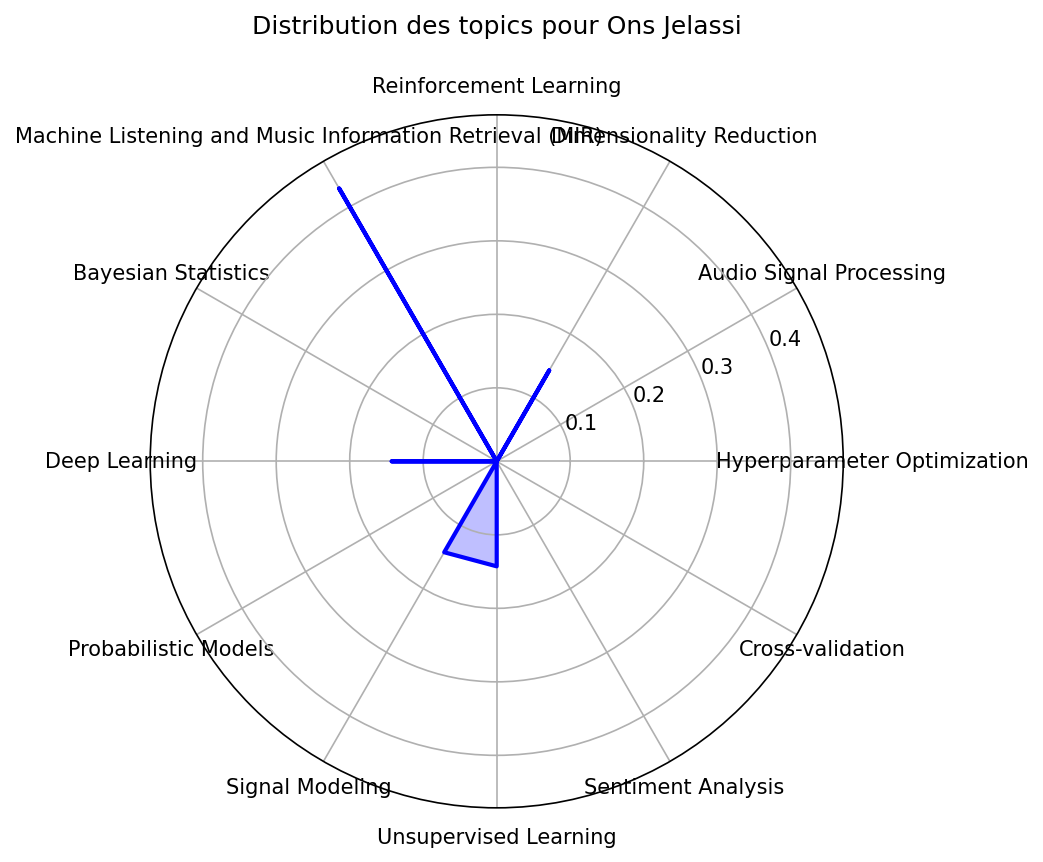 Distribution des topics pour Ons Jelassi
Reinforcement Learning
Machine Listening and Music Information Retrieval (MIR)
Dimensionality Reduction
Bayesian Statistics
Audio Signal Processing
0.4
0.3
0.2
0.1
Deep Learning
Hyperparameter Optimization
Probabilistic Models
Cross-validation
Signal Modeling
Sentiment Analysis
Unsupervised Learning